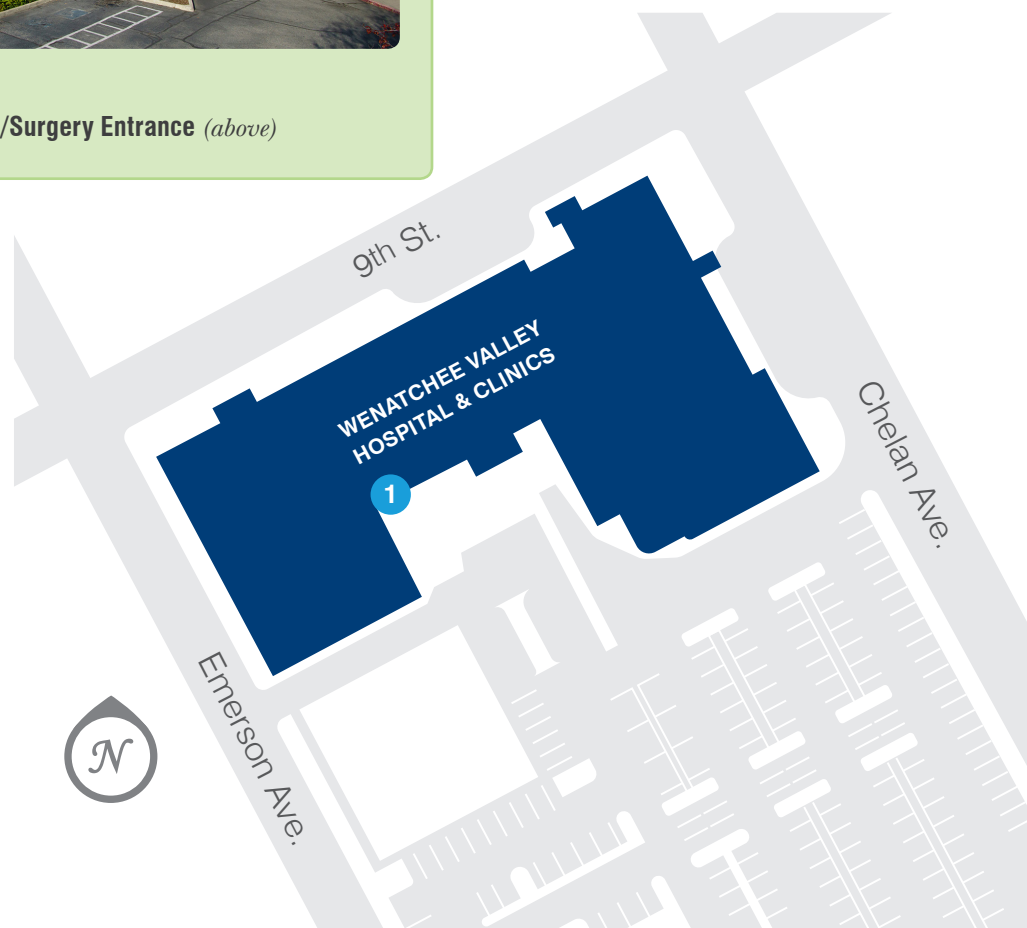 /Surgery Entrance (above)
9th St.
WENATCHEE VALLEY
HOSPITAL & CLINICS
1
Chelan Ave.
Emerson Ave.
N